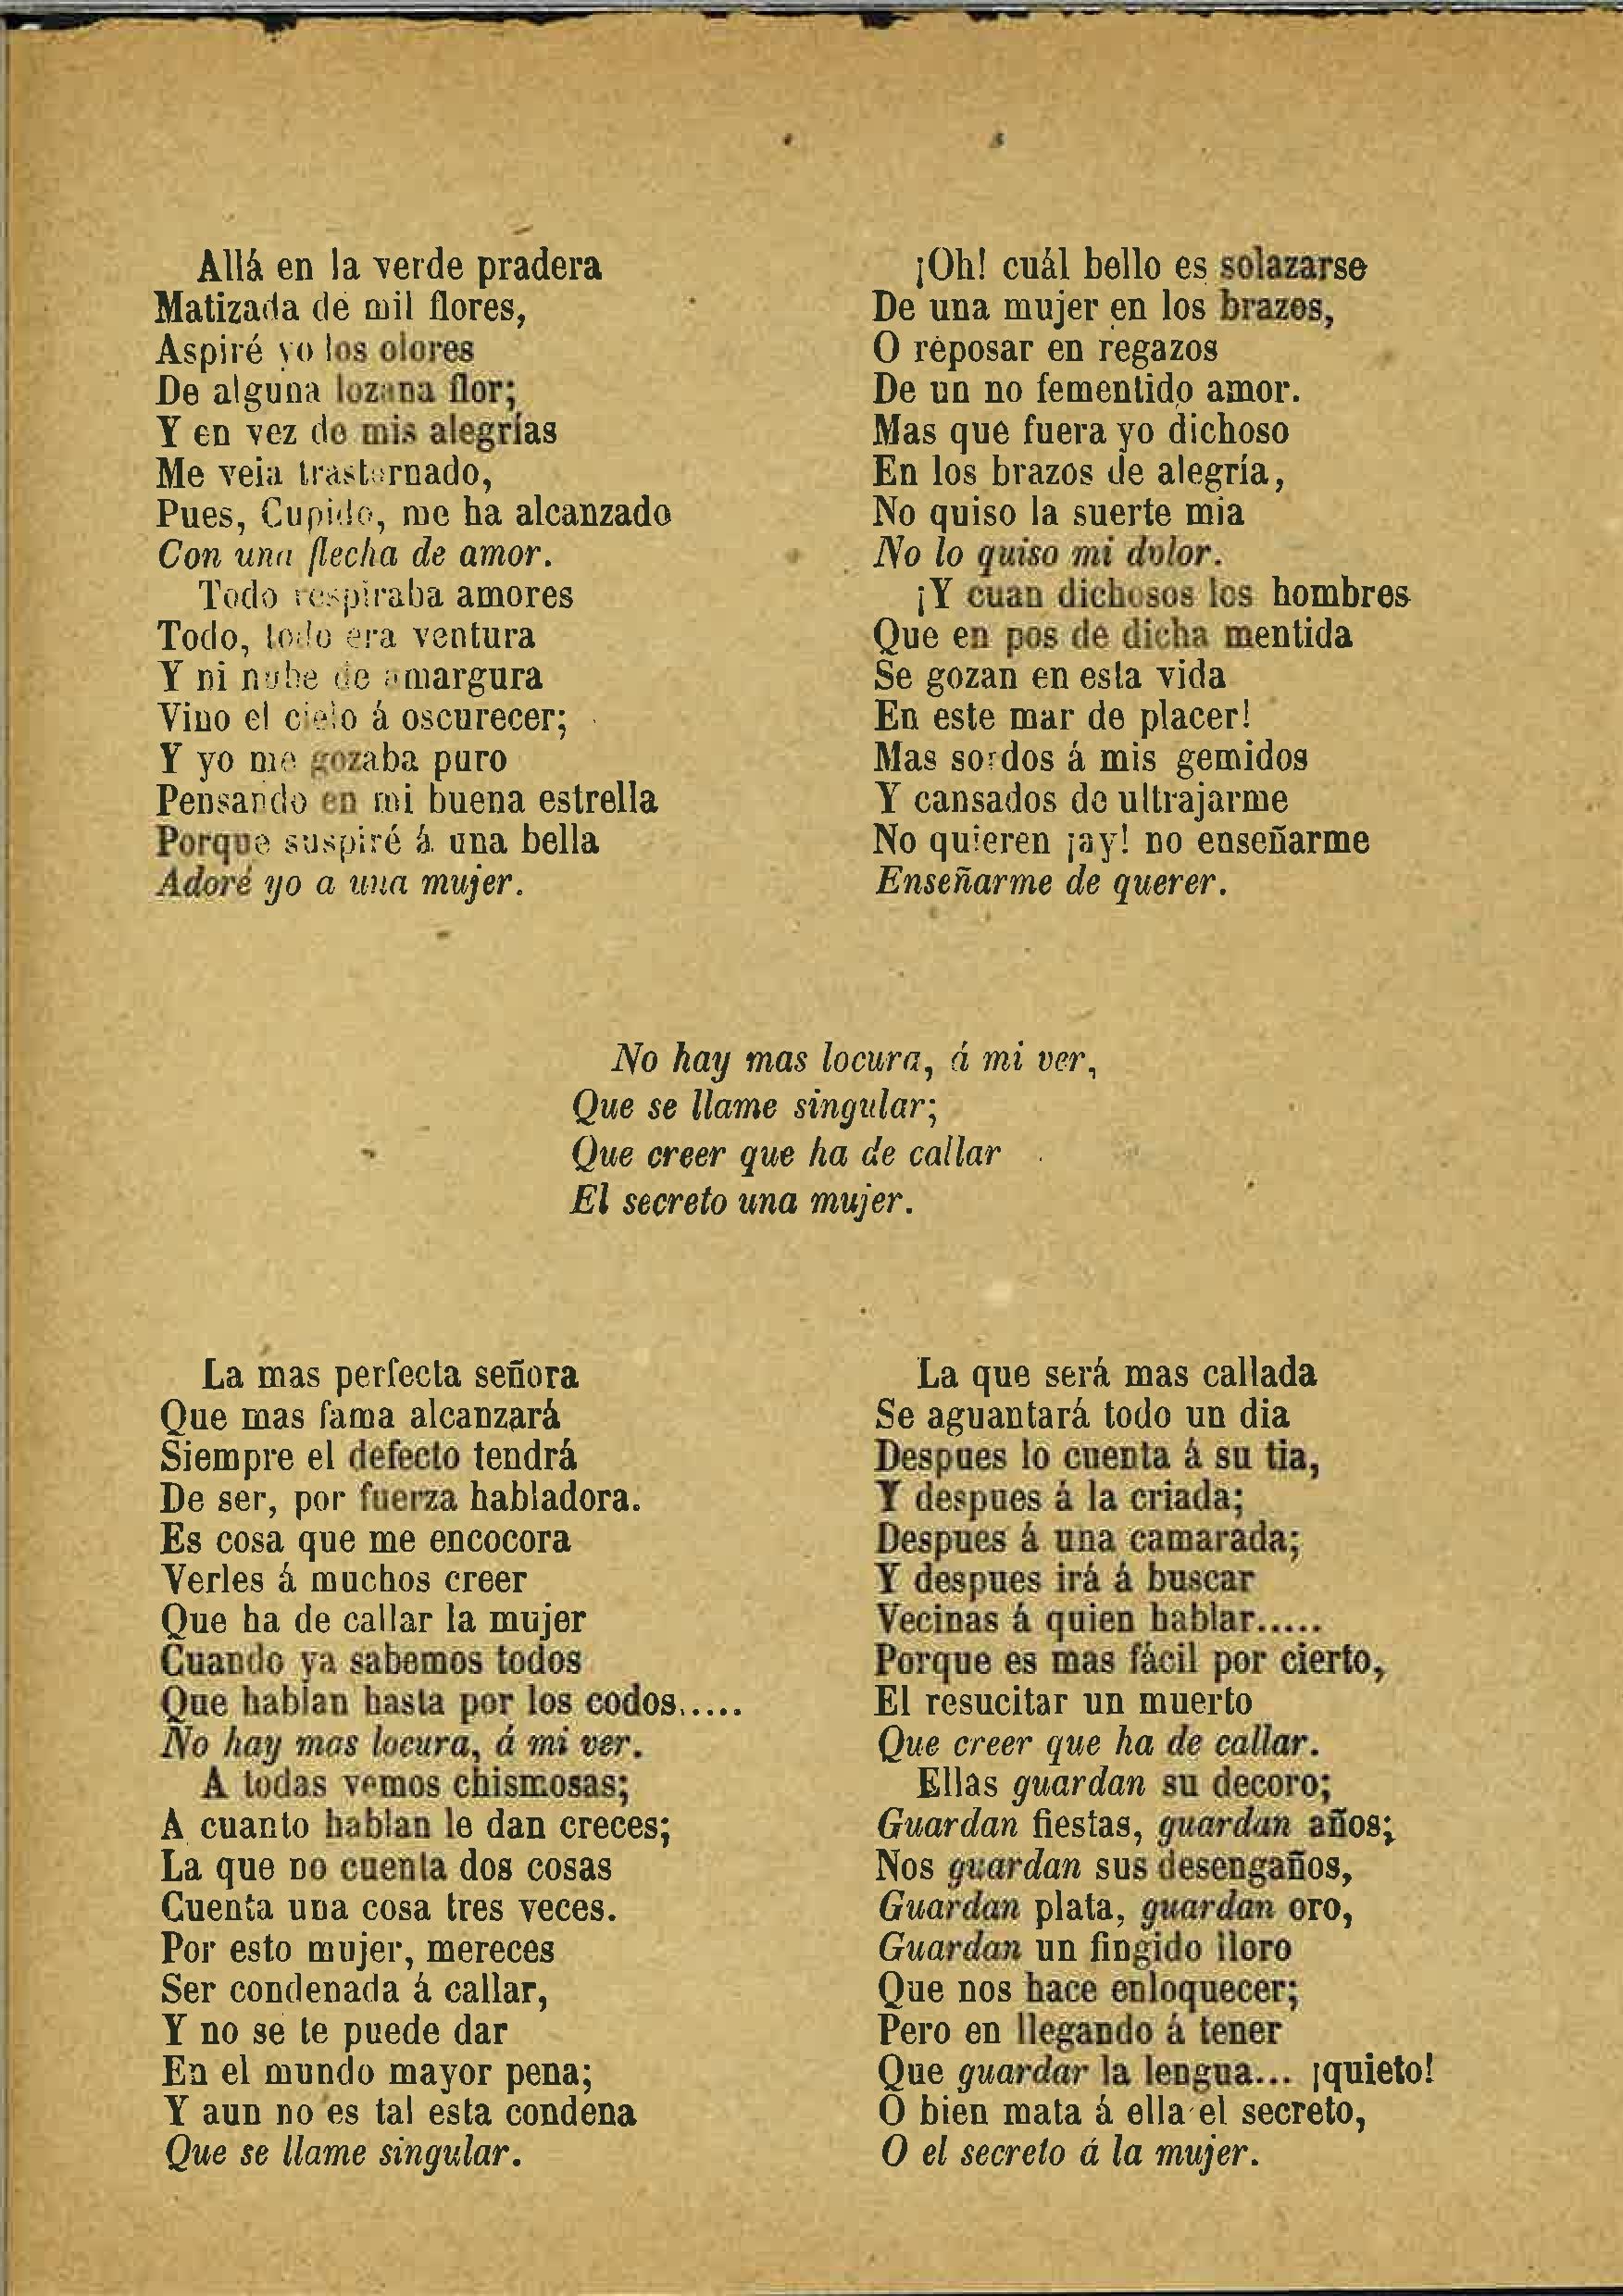 Allá en la verde pradera
Matizada de mil flores,
Aspiré yo los olores
De alguna lozana flor;
Y en vez de mis alegrías
Me veia trastornado,
Pues, Cupido, me ha alcanzado
Con una flecha de amor.
Todo respiraba amores
Todo, todo era ventura
Y ni nube de amargura
Vino el cielo á oscurecer;
Y yo me gozaba puro
Pensando en mi buena estrella
Porque suspiré á una bella
Adoré yo a una mujer.
¡Oh! cuál bello es solazarse
De una mujer en los brazos,
O reposar en regazos
De un no fementido amor.
Mas que fuera yo dichoso
En los brazos de alegría,
No quiso la suerte mia
No lo quiso mi dolor.
¡Y cuan dichosos los hombres
Que en pos de dicha mentida
Se gozan en esta vida
En este mar de placer!
Mas sordos á mis gemidos
Y cansados de ultrajarme
No quieren ¡ay! no enseñarme
Enseñarme de querer.
No hay mas locura, á mi ver,
Que se llame singular;
Que creer que ha de callar
El secreto una mujer.
La mas perfecta señora
Que mas fama alcanzará
Siempre el defecto tendrá
De ser, por fuerza habladora.
Es cosa que me encocora
Verles á muchos creer
Que ha de callar la mujer
Cuando ya sabemos todos
Que hablan hasta por los codos.....
No hay mas locura, á mi ver.
A todas vemos chismosas;
A cuanto hablan le dan creces;
La que no cuenta dos cosas
Cuenta una cosa tres veces.
Por esto mujer, mereces
Ser condenada á callar,
Y no se te puede dar
En el mundo mayor pena;
Y aun no es tal esta condena
Que se llame singular.
La que será mas callada
Se aguantará todo un dia
Despues lo cuenta á su tia,
Y despues á la criada;
Despues á una camarada;
Y despues irá á buscar
Vecinas á quien hablar.....
Porque es mas fácil por cierto,
El resucitar un muerto
Que creer que ha de callar.
Ellas guardan su decoro;
Guardan fiestas, guardan años;
Nos guardan sus desengaños,
Guardan plata, guardan oro,
Guardan un fingido lloro
Que nos hace enloquecer;
Pero en llegando á tener
Que guardar la lengua... ¡quieto!
O bien mata á ella el secreto,
O el secreto á la mujer.